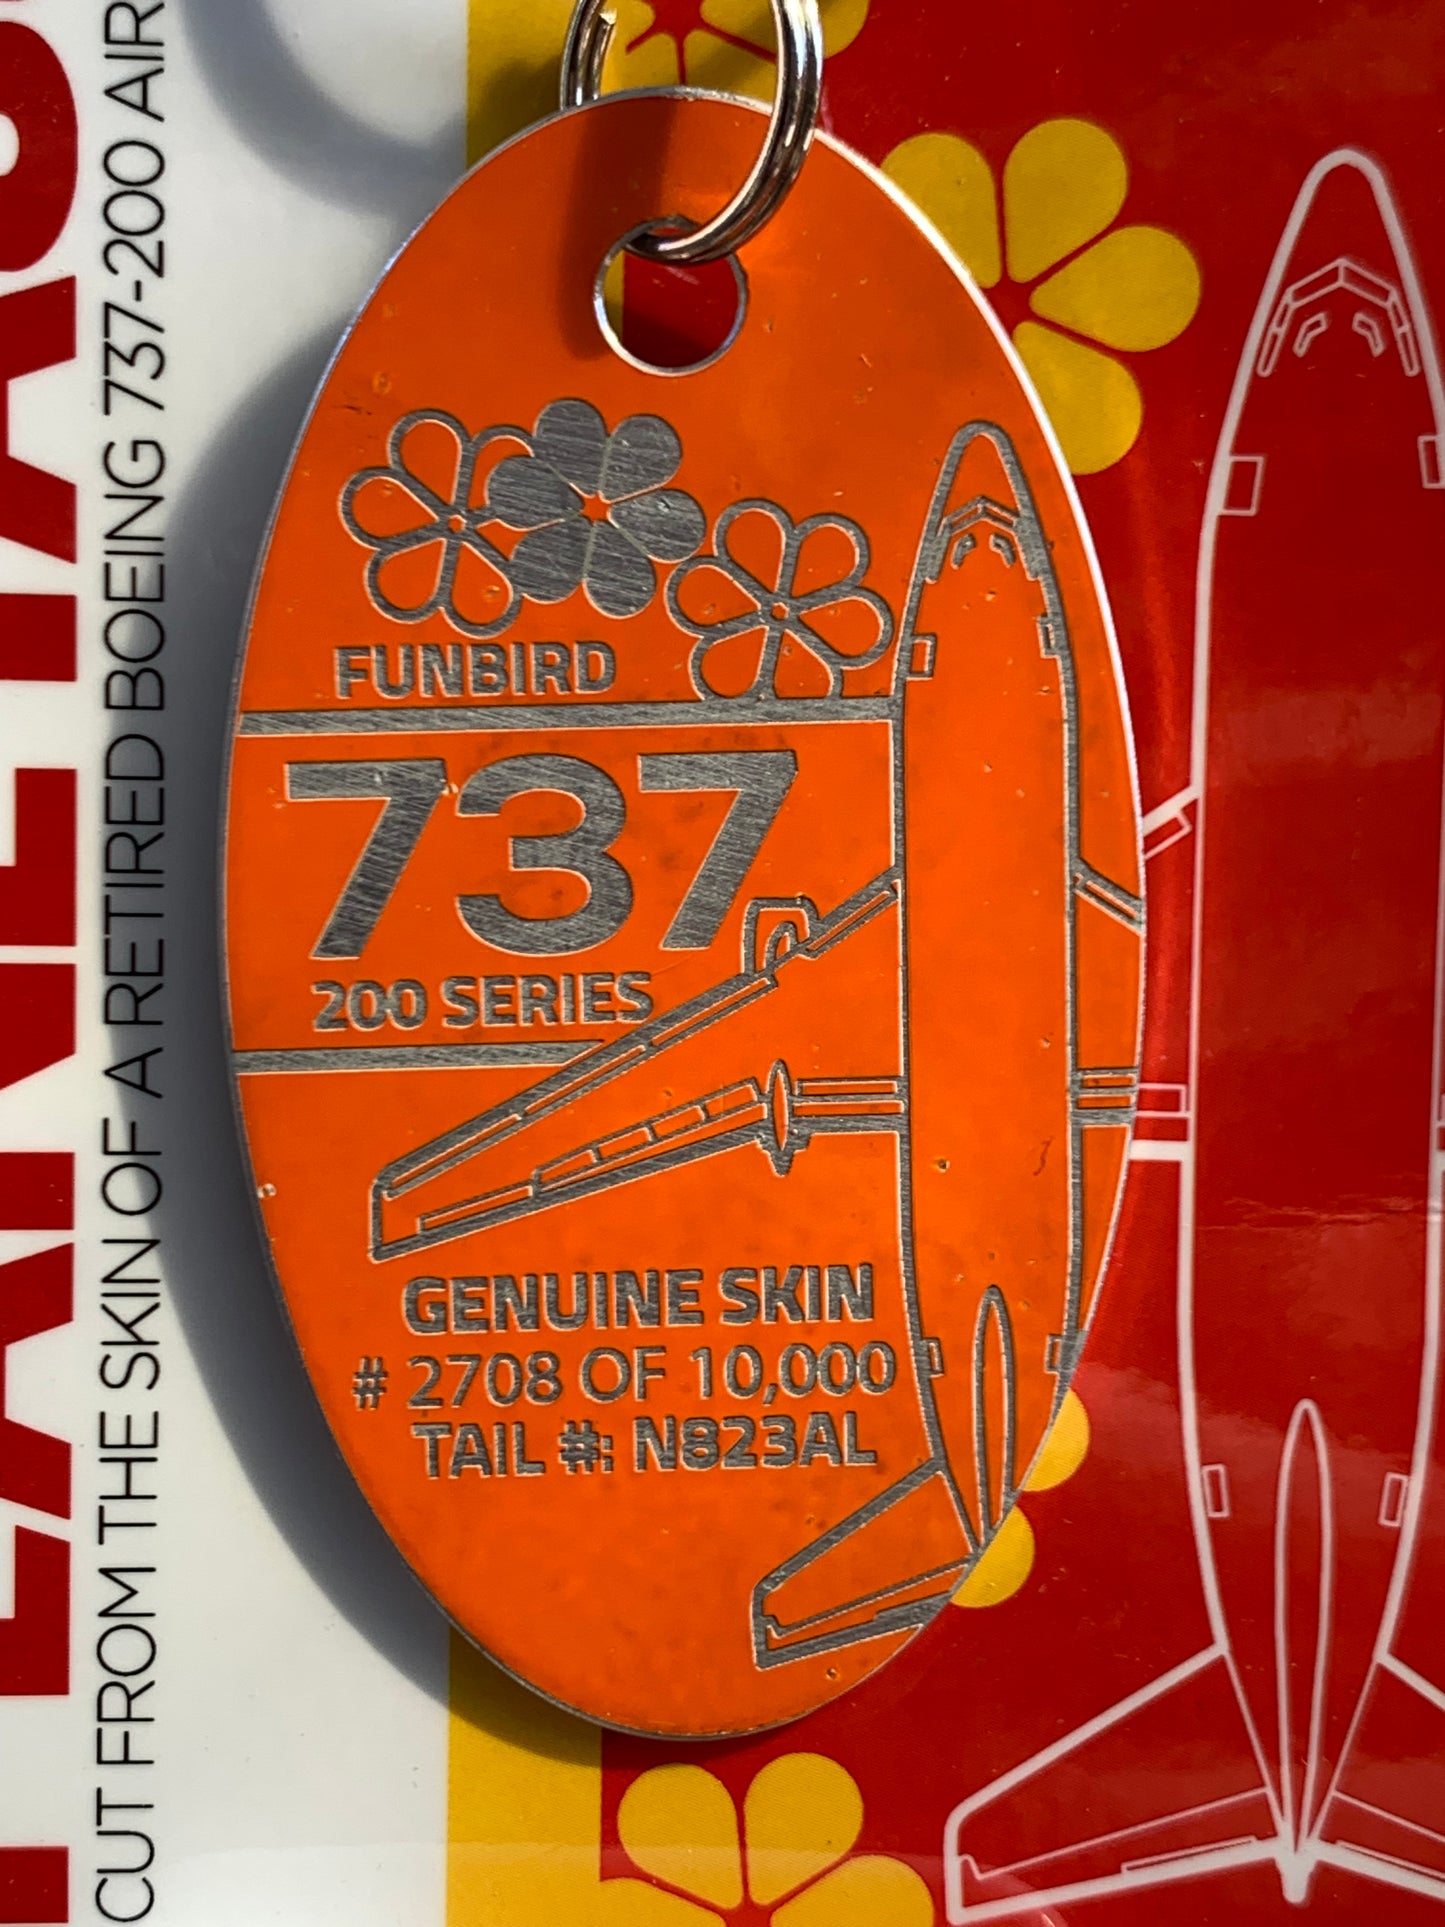 FUNBIRD
737
200 SERIES
GENUINE SKIN
# 2708 OF 10,000
TAIL #: N823AL
CUT FROM THE SKIN OF A RETIRED BOEING 737-200 AIR